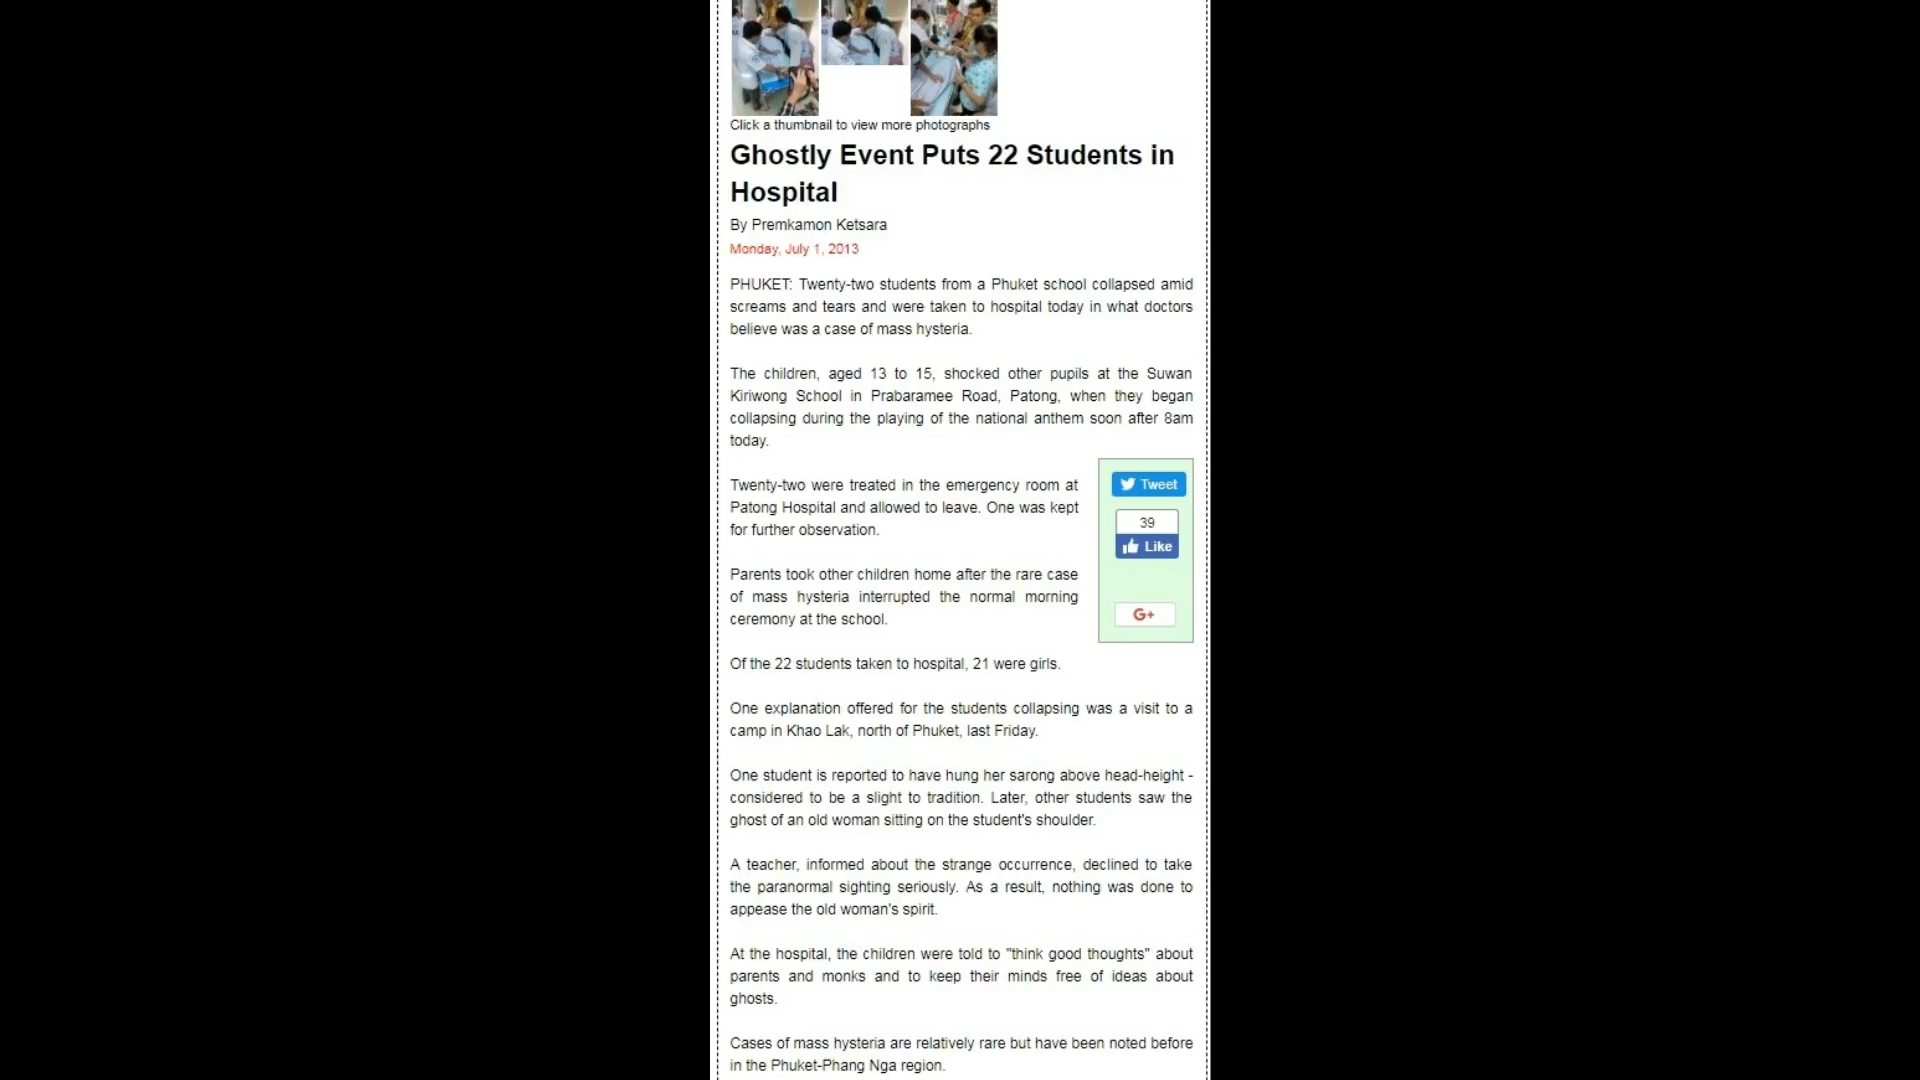 Click a thumbnail to view more photographs
Ghostly Event Puts 22 Students in
Hospital
By Premkamon Ketsara
Monday, July 1, 2013
PHUKET: Twenty-two students from a Phuket school collapsed amid
screams and tears and were taken to hospital today in what doctors
believe was a case of mass hysteria.
The children, aged 13 to 15, shocked other pupils at the Suwan
Kiriwong School in Prabaramee Road, Patong, when they began
collapsing during the playing of the national anthem soon after 8am
today.
Twenty-two were treated in the emergency room at
Patong Hospital and allowed to leave. One was kept
for further observation.
Tweet
39
Like
G+
Parents took other children home after the rare case
of mass hysteria interrupted the normal morning
ceremony at the school.
Of the 22 students taken to hospital, 21 were girls.
One explanation offered for the students collapsing was a visit to a
camp in Khao Lak, north of Phuket, last Friday.
One student is reported to have hung her sarong above head-height -
considered to be a slight to tradition. Later, other students saw the
ghost of an old woman sitting on the student's shoulder.
A teacher, informed about the strange occurrence, declined to take
the paranormal sighting seriously. As a result, nothing was done to
appease the old woman's spirit.
At the hospital, the children were told to "think good thoughts" about
parents and monks and to keep their minds free of ideas about
ghosts.
Cases of mass hysteria are relatively rare but have been noted before
in the Phuket-Phang Nga region.